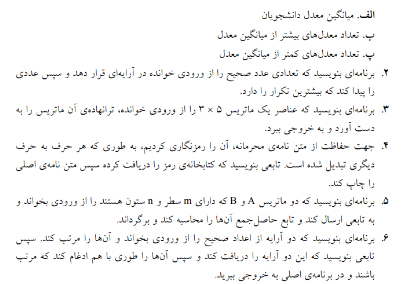 الف. میانگین معدل دانشجویان
ب. تعداد معدل‌های بیشتر از میانگین معدل
پ. تعداد معدل‌های کمتر از میانگین معدل
۲. برنامه‌ای بنویسید که تعدادی عدد صحیح را از ورودی خوانده در آرایه‌ای قرار دهد و سپس عددی
را پیدا کند که بیشترین تکرار را دارد.
۳. برنامه‌ای بنویسید که عناصر یک ماتریس ۵ × ۳ را از ورودی خوانده، ترانهاده‌ی آن ماتریس را به
دست آورد و به خروجی ببرد.
۴. جهت حفاظت از متن نامه‌ی محرمانه، آن را رمزنگاری کردیم، به طوری که هر حرف به حرف
دیگری تبدیل شده است. تابعی بنویسید که کتابخانه‌ی رمز را دریافت کرده سپس متن نامه‌ی اصلی
را چاپ کند.
۵. برنامه‌ای بنویسید که دو ماتریس A و B که دارای m سطر و n ستون هستند را از ورودی بخواند و
به تابعی ارسال کند و تابع حاصل‌جمع آن‌ها را محاسبه کند و برگرداند.
۶. برنامه‌ای بنویسید که دو آرایه از اعداد صحیح را از ورودی بخواند و آن‌ها را مرتب کند. سپس
تابعی بنویسید که این دو آرایه را دریافت کند و سپس آن‌ها را طوری با هم ادغام کند که مرتب
باشند و در برنامه‌ی اصلی به خروجی ببرید.